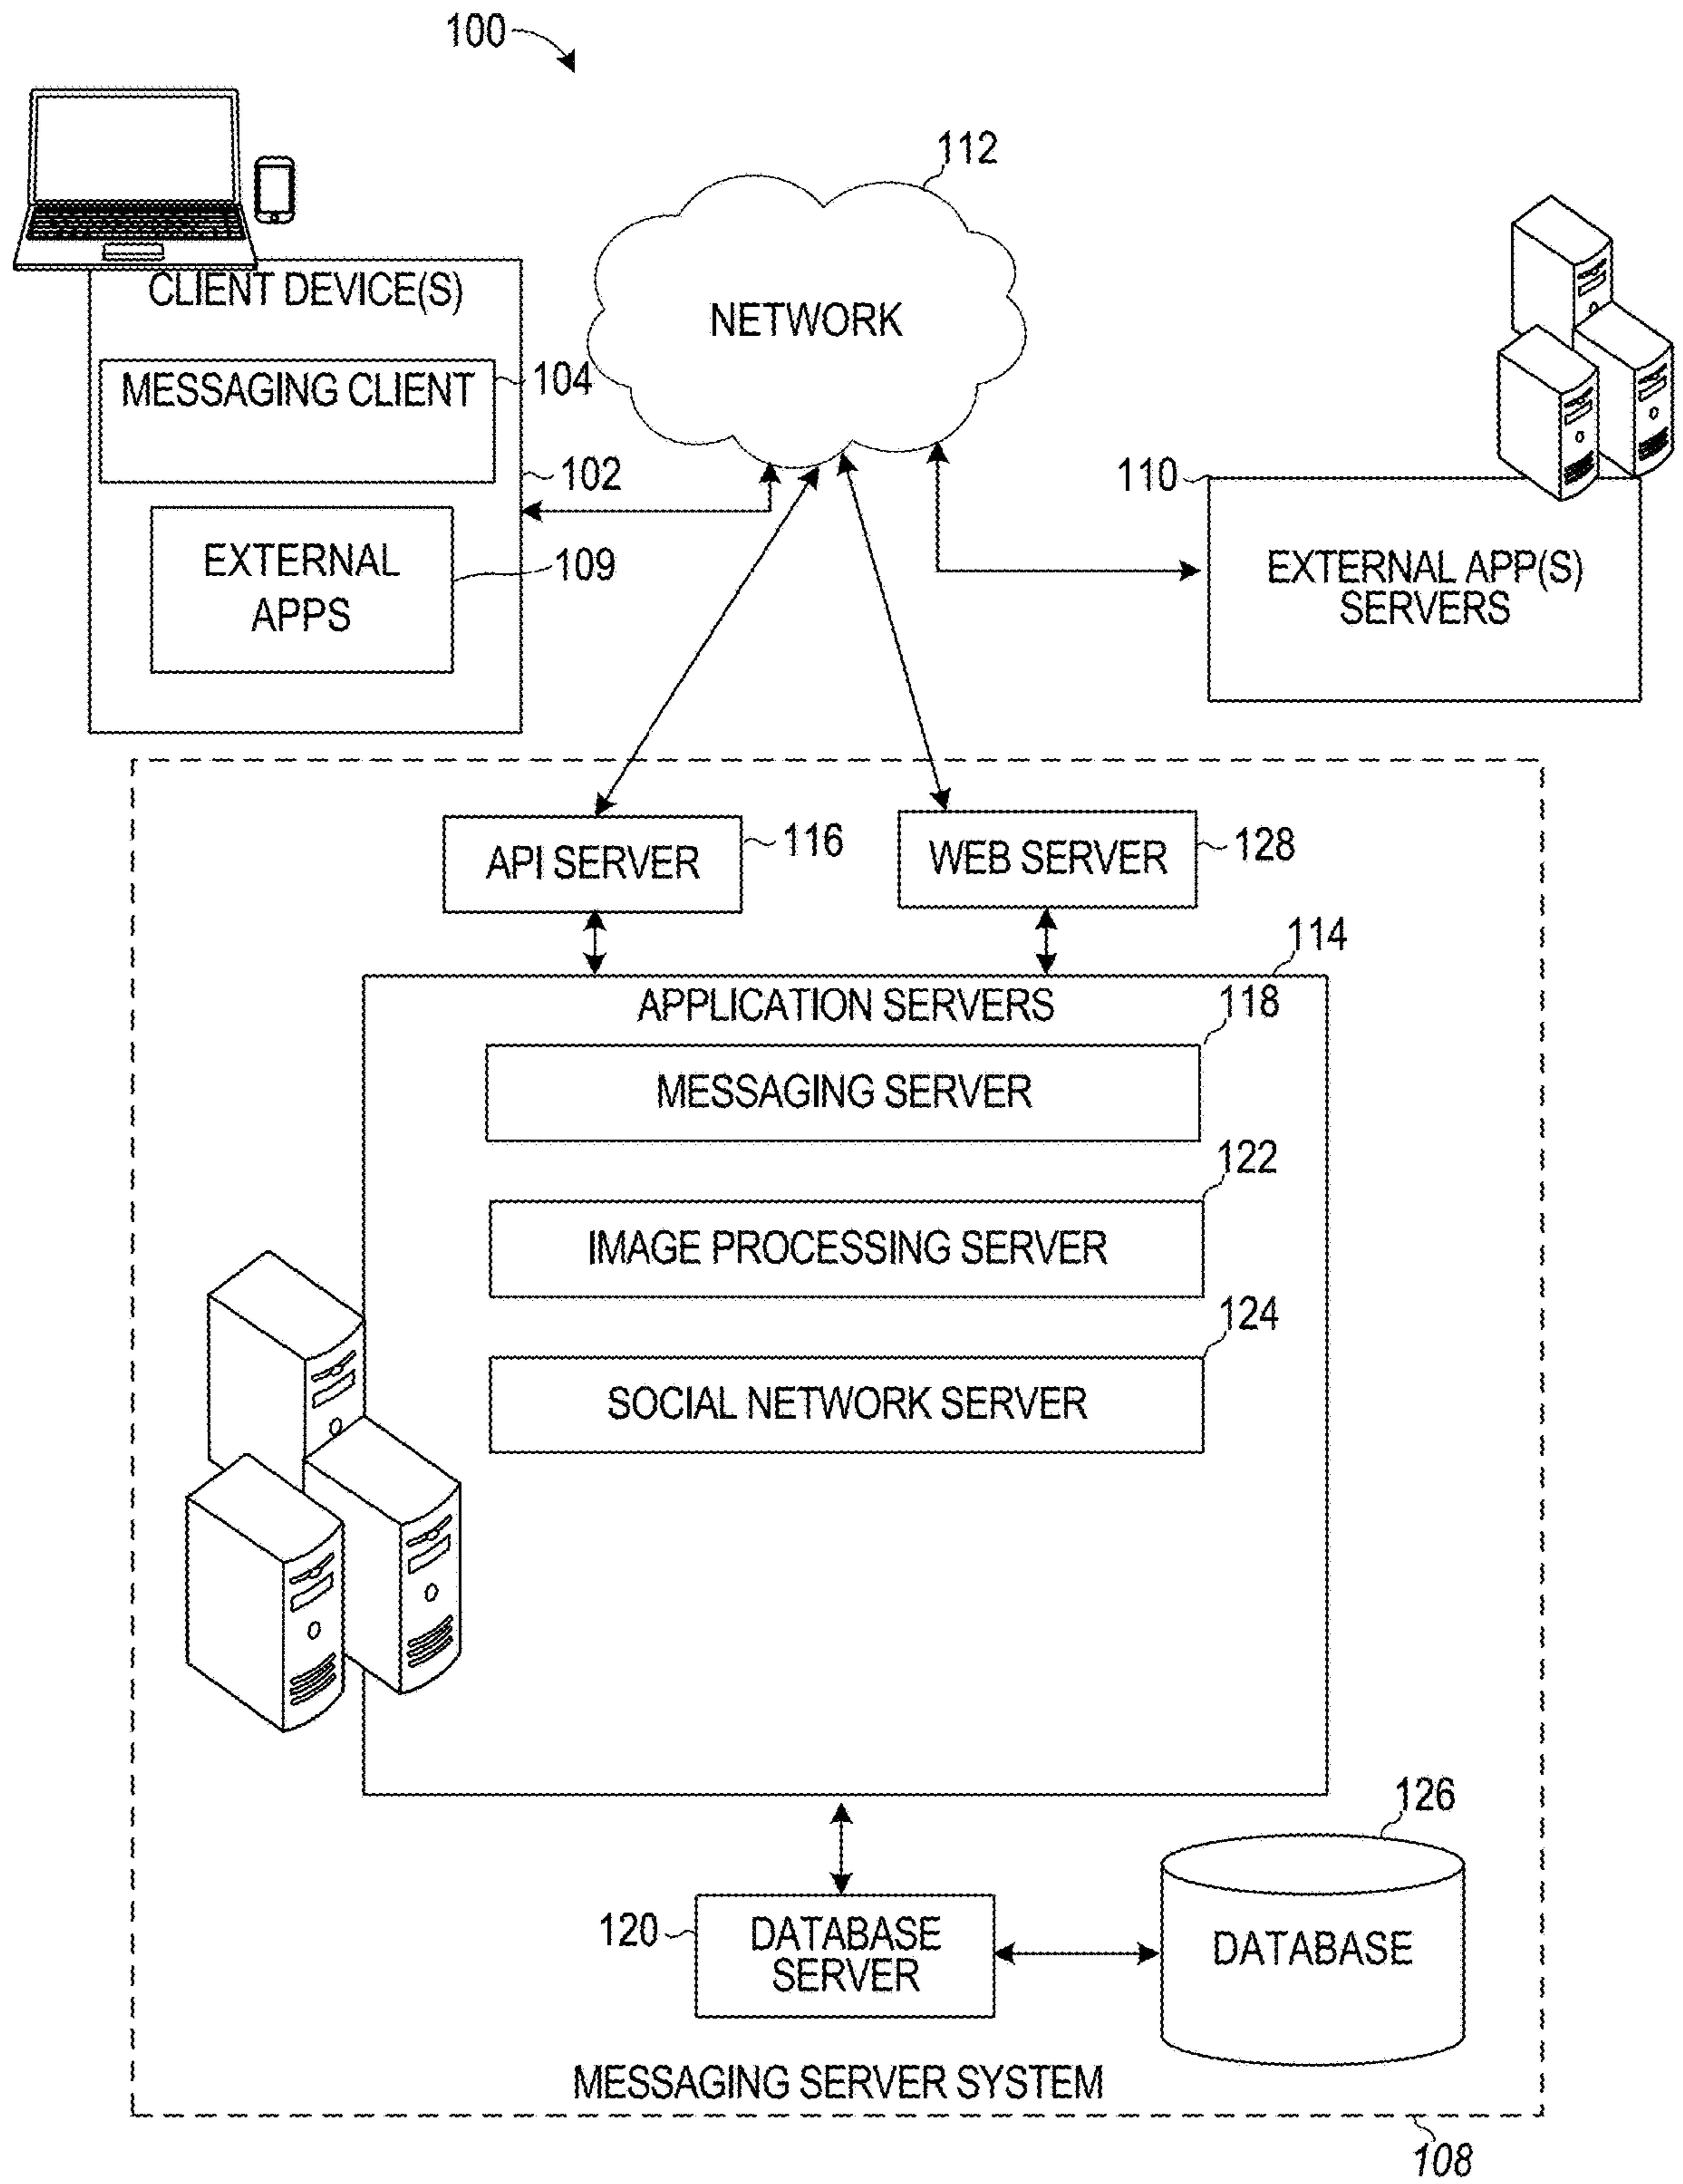 100
112
CLIENT DEVICE(S)
NETWORK
MESSAGING CLIENT
104
102
110
EXTERNAL
APPS
109
EXTERNAL APP(S)
SERVERS
API SERVER
116
WEB SERVER
128
114
APPLICATION SERVERS
118
MESSAGING SERVER
122
IMAGE PROCESSING SERVER
124
SOCIAL NETWORK SERVER
126
120
DATABASE
SERVER
DATABASE
MESSAGING SERVER SYSTEM
108